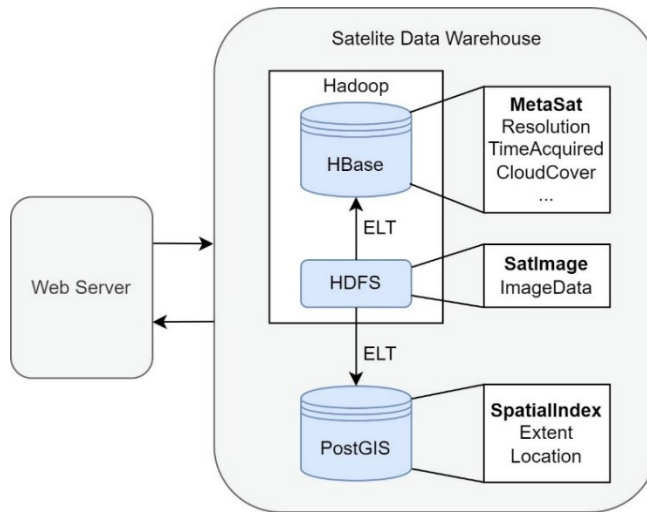 Satelite Data Warehouse
Hadoop
HBase
MetaSat
Resolution
TimeAcquired
CloudCover
...
ELT
Web Server
HDFS
SatImage
ImageData
ELT
PostGIS
SpatialIndex
Extent
Location